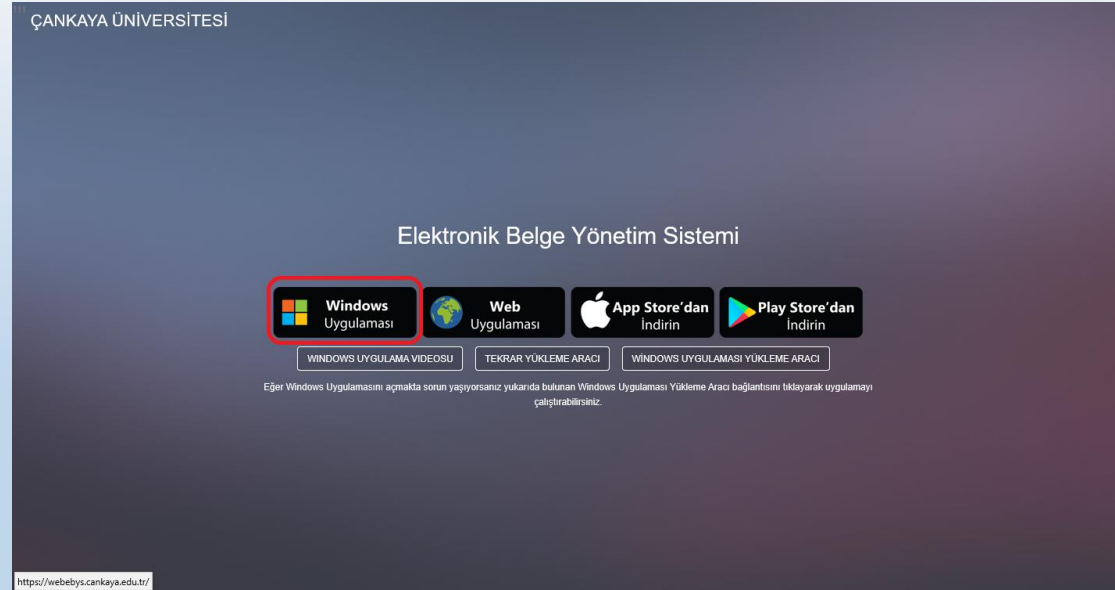 ÇANKAYA ÜNİVERSİTESİ
Elektronik Belge Yönetim Sistemi
Windows
Uygulaması
Web
Uygulaması
App Store'dan
İndirin
Play Store'dan
İndirin
WINDOWS UYGULAMA VIDEOSU
TEKRAR YÜKLEME ARACI
WİNDOWS UYGULAMASI YÜKLEME ARACI
Eğer Windows Uygulamasını açmakta sorun yaşıyorsanız yukarıda bulunan Windows Uygulaması Yükleme Aracı bağlantısını tıklayarak uygulamayı
çalıştırabilirsiniz.
https://webebys.cankaya.edu.tr/